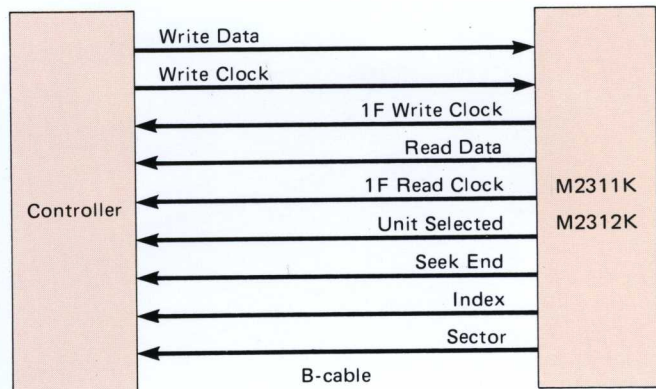 Write Data
Write Clock
1F Write Clock
Read Data
1F Read Clock
Unit Selected
Seek End
Index
Sector
B-cable
Controller
M2311K
M2312K